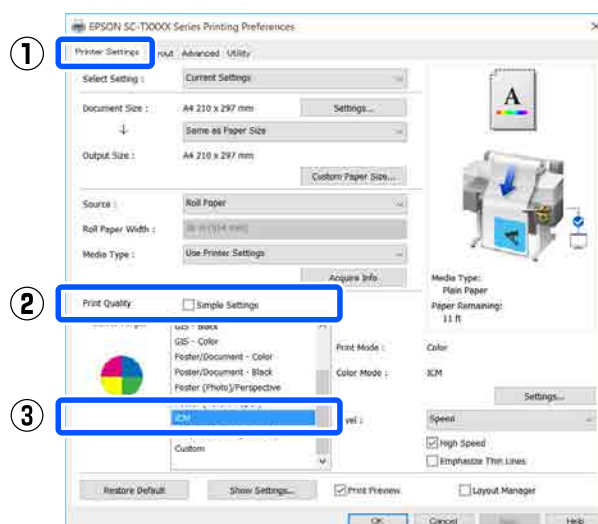 EPSON SC-TXXXX Series Printing Preferences
1
Printer Settings out Advanced Utility
Select Setting : Current Settings
Document Size : A4 210 x 297 mm Settings...
Same as Paper Size
Output Size : A4 210 x 297 mm
Custom Paper Size...
A
Source : Roll Paper
Roll Paper Width :
Media Type : Use Printer Settings
Acquire Info
Media Type:
Plain Paper
Paper Remaining:
11 ft
2
Print Quality Simple Settings
GIS - Black
GIS - Color
Poster/Document - Color
Poster/Document - Black
Poster (Photo)/Perspective
3
ICM
Custom
Print Mode : Color
Color Mode : ICM
Settings...
evel : Speed
High Speed
Emphasize Thin Lines
Restore Default Show Settings... Print Preview Layout Manager
OK Cancel Help